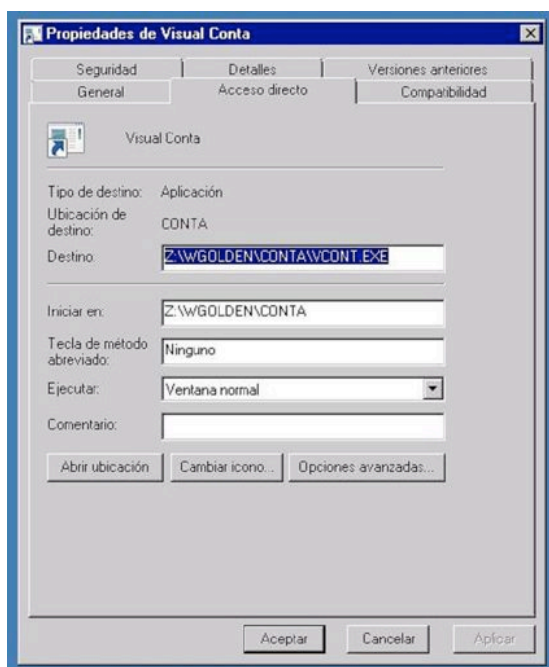 Propiedades de Visual Conta
Seguridad Detalles Versiones anteriores
General Acceso directo Compatibilidad
Visual Conta
Tipo de destino: Aplicación
Ubicación de destino: CONTA
Destino: Z:\WGOLDEN\CONTA\VCONT.EXE
Iniciar en: Z:\WGOLDEN\CONTA
Tecla de método abreviado: Ninguno
Ejecutar: Ventana normal
Comentario:
Abrir ubicación Cambiar icono... Opciones avanzadas...
Aceptar Cancelar Aplicar